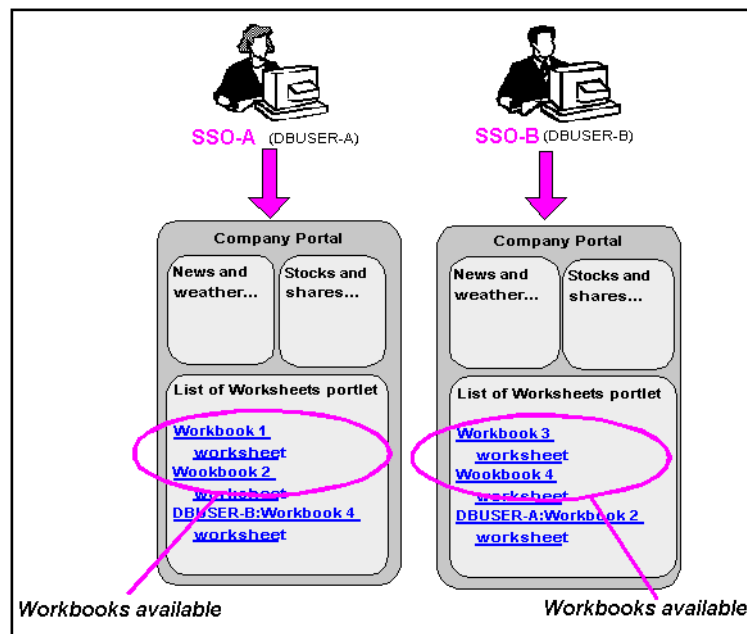 SSO-A (DBUSER-A)
SSO-B (DBUSER-B)
Company Portal
News and
weather...
Stocks and
shares...
List of Worksheets portlet
Workbook 1
worksheet
Wookbook 2
worksheet
DBUSER-B:Workbook 4
worksheet
Workbooks available
Company Portal
News and
weather...
Stocks and
shares...
List of Worksheets portlet
Workbook 3
worksheet
Wookbook 4
worksheet
DBUSER-A:Workbook 2
worksheet
Workbooks available